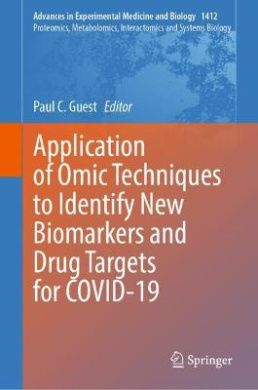 Advances in Experimental Medicine and Biology 1412
Proteomics, Metabolomics, Interactomics and Systems Biology
Paul C. Guest Editor
Application
of Omic Techniques
to Identify New
Biomarkers and
Drug Targets
for COVID-19
Springer